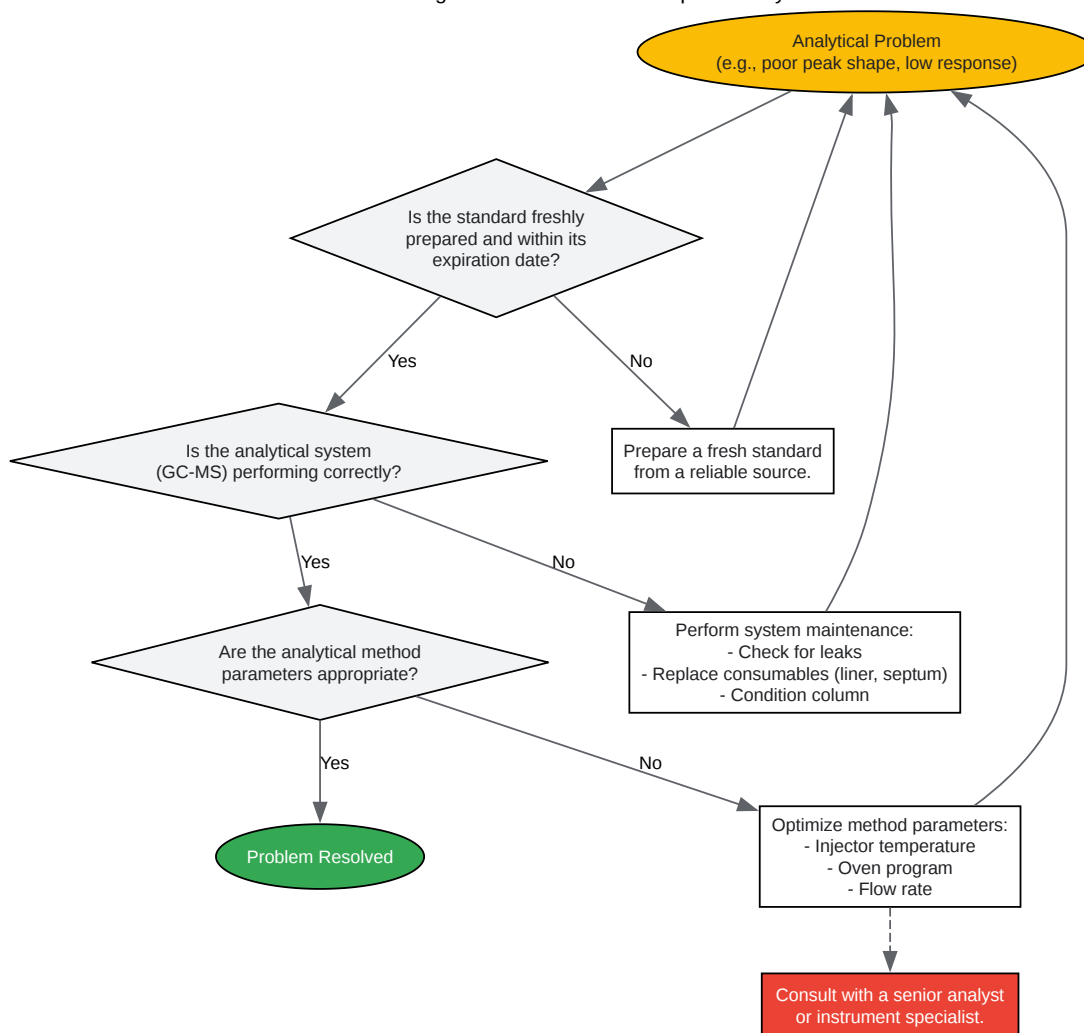 Analytical Problem
(e.g., poor peak shape, low response)
Is the standard freshly
prepared and within its
expiration date?
Yes
No
Is the analytical system
(GC-MS) performing correctly?
Prepare a fresh standard
from a reliable source.
Yes
No
Are the analytical method
parameters appropriate?
Perform system maintenance:
- Check for leaks
- Replace consumables (liner, septum)
- Condition column
Yes
No
Problem Resolved
Optimize method parameters:
- Injector temperature
- Oven program
- Flow rate
Consult with a senior analyst
or instrument specialist.